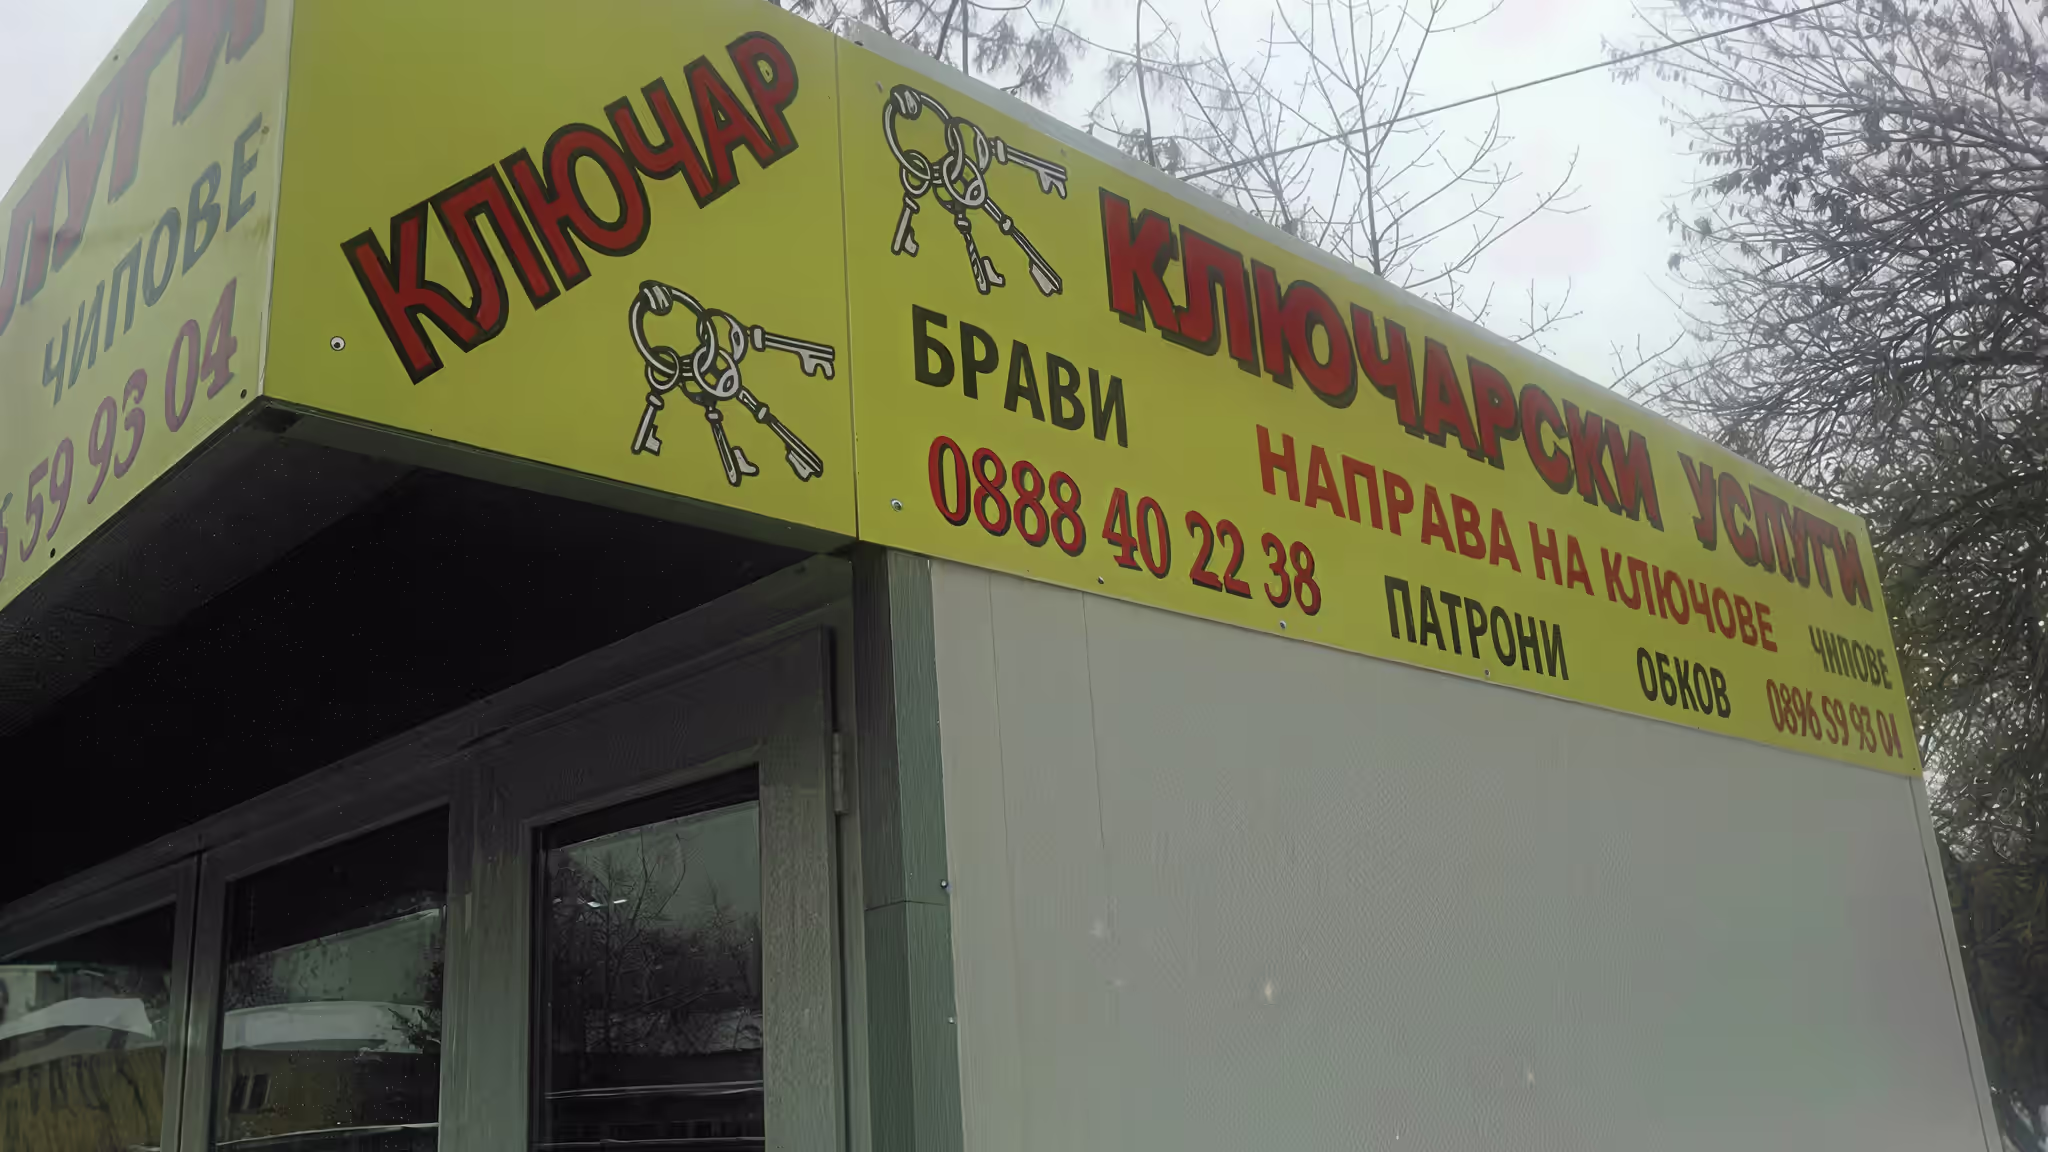 ЧИПОВЕ
59 93 04
КЛЮЧАР
КЛЮЧАРСКИ УСЛУГИ
БРАВИ
НАПРАВА НА КЛЮЧОВЕ
ЧИПОВЕ
0888 40 22 38
ПАТРОНИ
ОБКОВ
0896 59 93 04